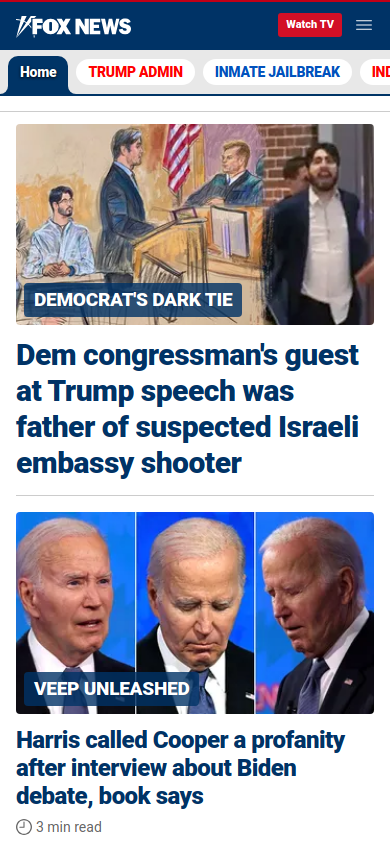 FOX NEWS
Watch TV
Home
TRUMP ADMIN
INMATE JAILBREAK
DEMOCRAT'S DARK TIE
Dem congressman's guest
at Trump speech was
father of suspected Israeli
embassy shooter
VEEP UNLEASHED
Harris called Cooper a profanity
after interview about Biden
debate, book says
3 min read